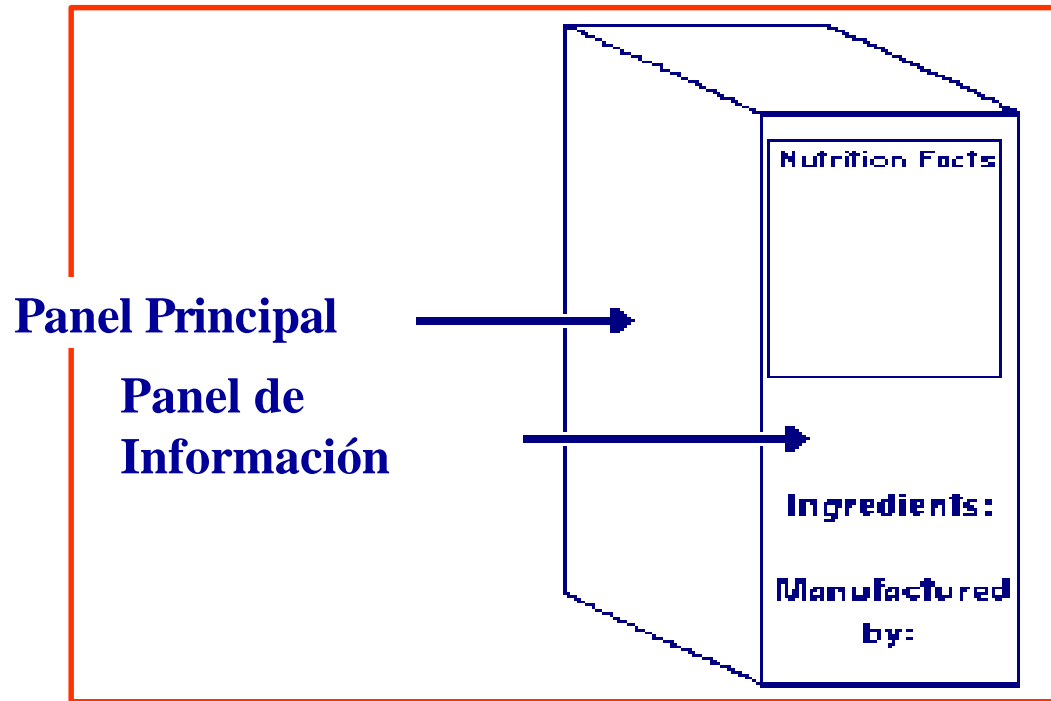 Nutrition Facts
Panel Principal
Panel de
Información
Ingredients:
Manufactured
by: